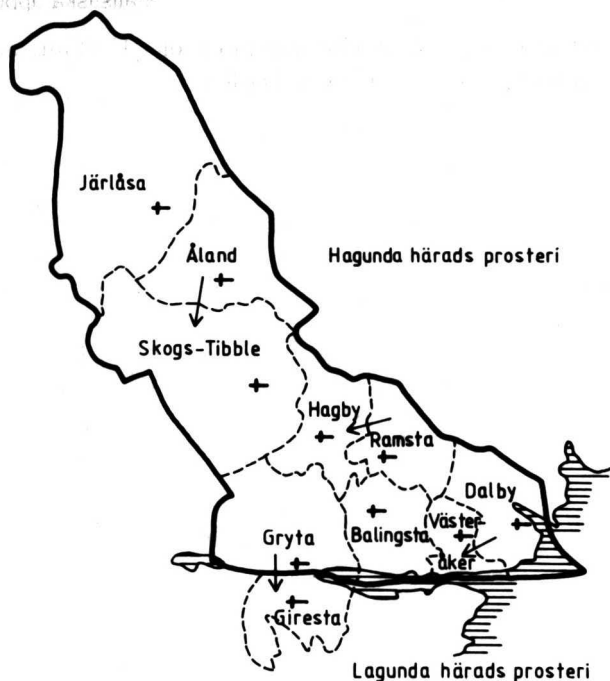 Järlåsa
Åland
Hagunda härads prosteri
Skogs-Tibble
Hagby
Ramsta
Dalby
Väster-
åker
Balingsta
Gryta
Giresta
Lagunda härads prosteri